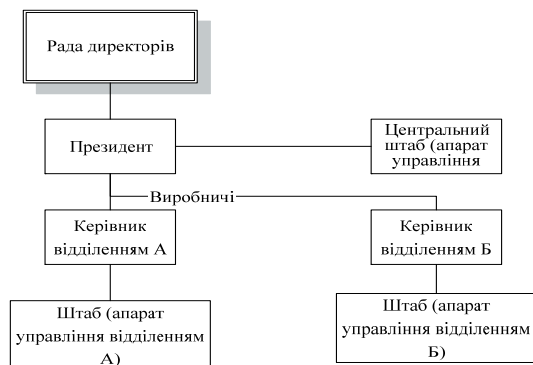 Рада директорів
Президент
Центральний
штаб (апарат
управління
Виробничі
Керівник
відділенням А
Керівник
відділенням Б
Штаб (апарат
управління відділенням
А)
Штаб (апарат
управління відділенням
Б)